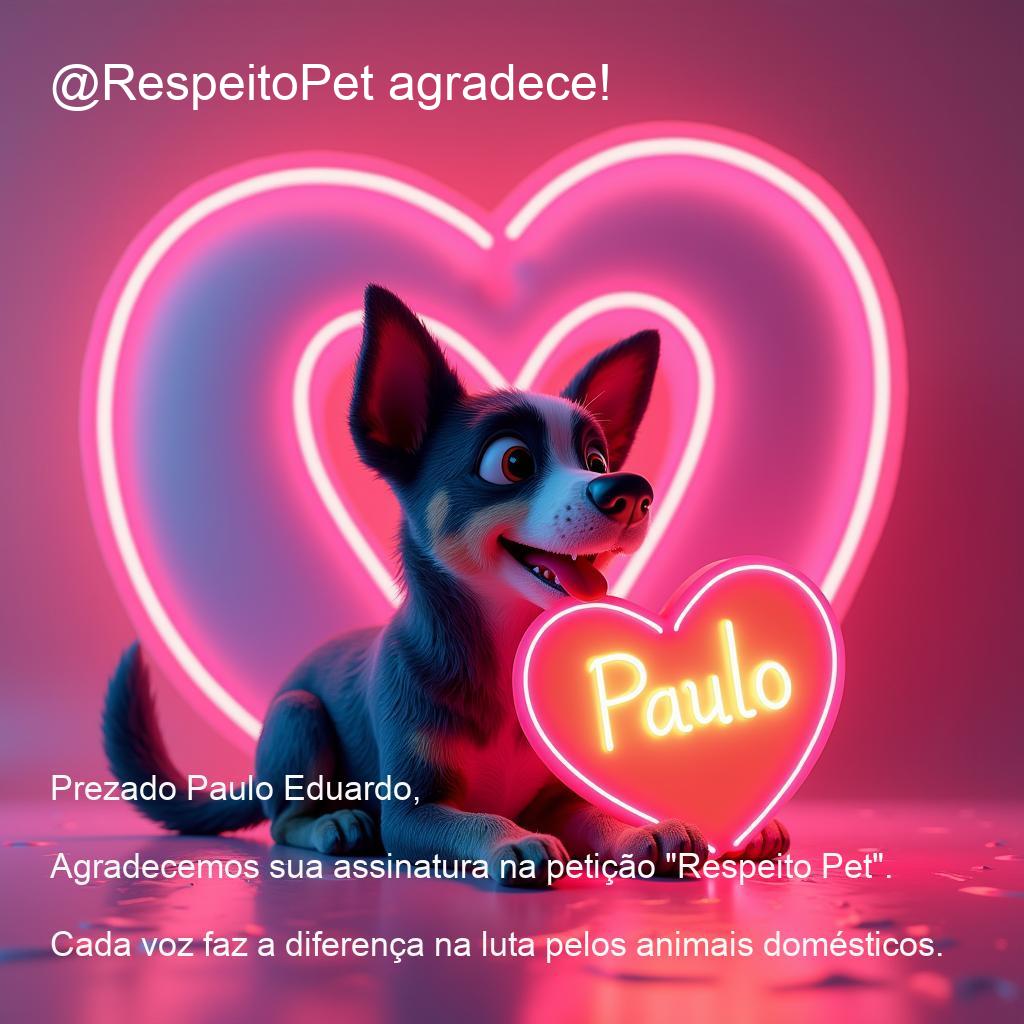 @RespeitoPet agradece!
Paulo
Prezado Paulo Eduardo,
Agradecemos sua assinatura na petição "Respeito Pet".
Cada voz faz a diferença na luta pelos animais domésticos.